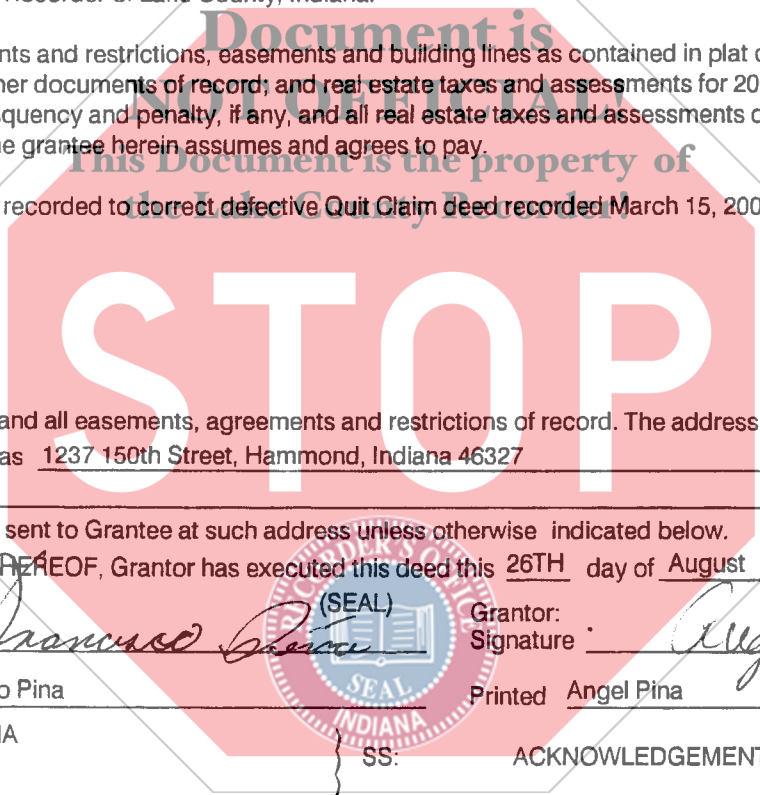 Document is
nts and restrictions, easements and building lines as contained in plat
her documents of record; and real estate taxes and assessments for 20
NOT OFFICIAL!
quency and penalty, if any, and all real estate taxes and assessments
e grantee herein assumes and agrees to pay.
This Document is the property of
the Lake County Recorder!
recorded to correct defective Quit Claim deed recorded March 15, 200
STOP
and all easements, agreements and restrictions of record. The address
as 1237 150th Street, Hammond, Indiana 46327
sent to Grantee at such address unless otherwise indicated below.
HEREOF, Grantor has executed this deed this 26TH day of August
RECORDER'S OFFICE
(SEAL)
Grantor:
Francisco Pina
Signature
o Pina
Printed Angel Pina
SEAL
INDIANA
SS:
ACKNOWLEDGEMENT